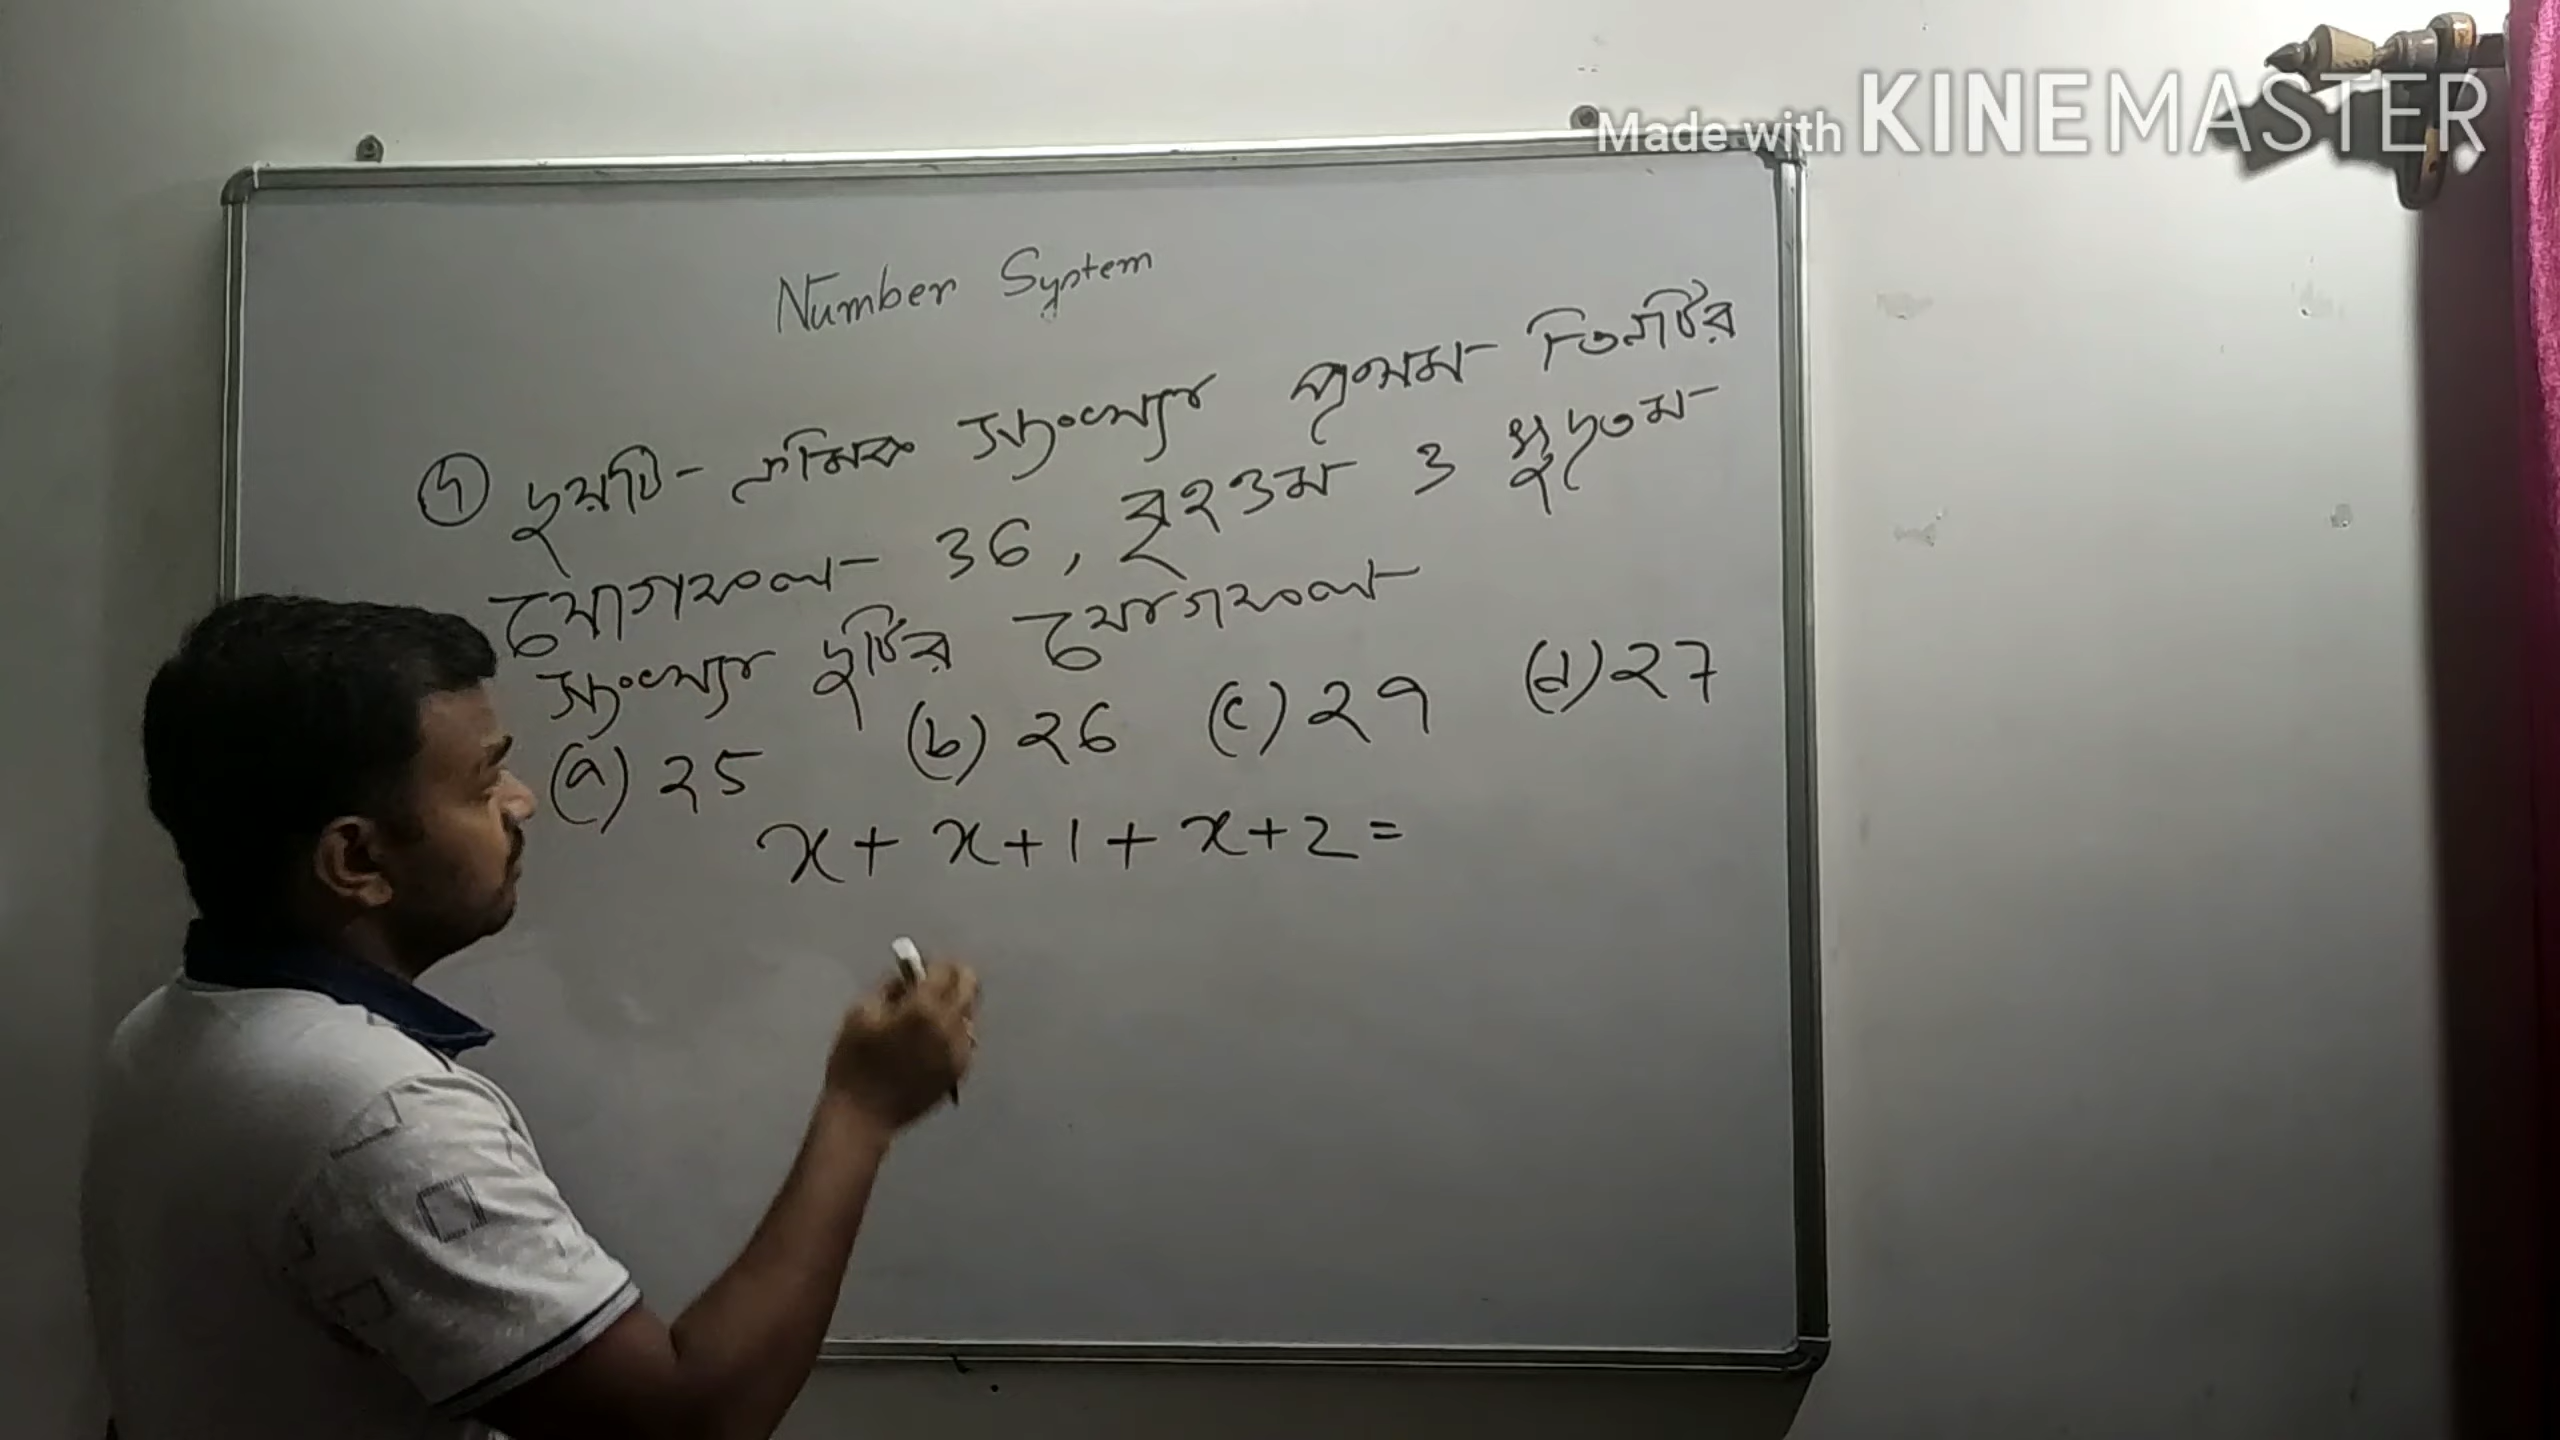 Made with KINEMASTER
Number System
৭ ছয়টি ক্রমিক সংখ্যার প্রথম তিনটির
যোগফল 36, বৃহত্তম ও ক্ষুদ্রতম
সংখ্যা দুটির যোগফল
(a) 25 (b) 26 (c) 29 (d) 27
x + x+1 + x+2 =